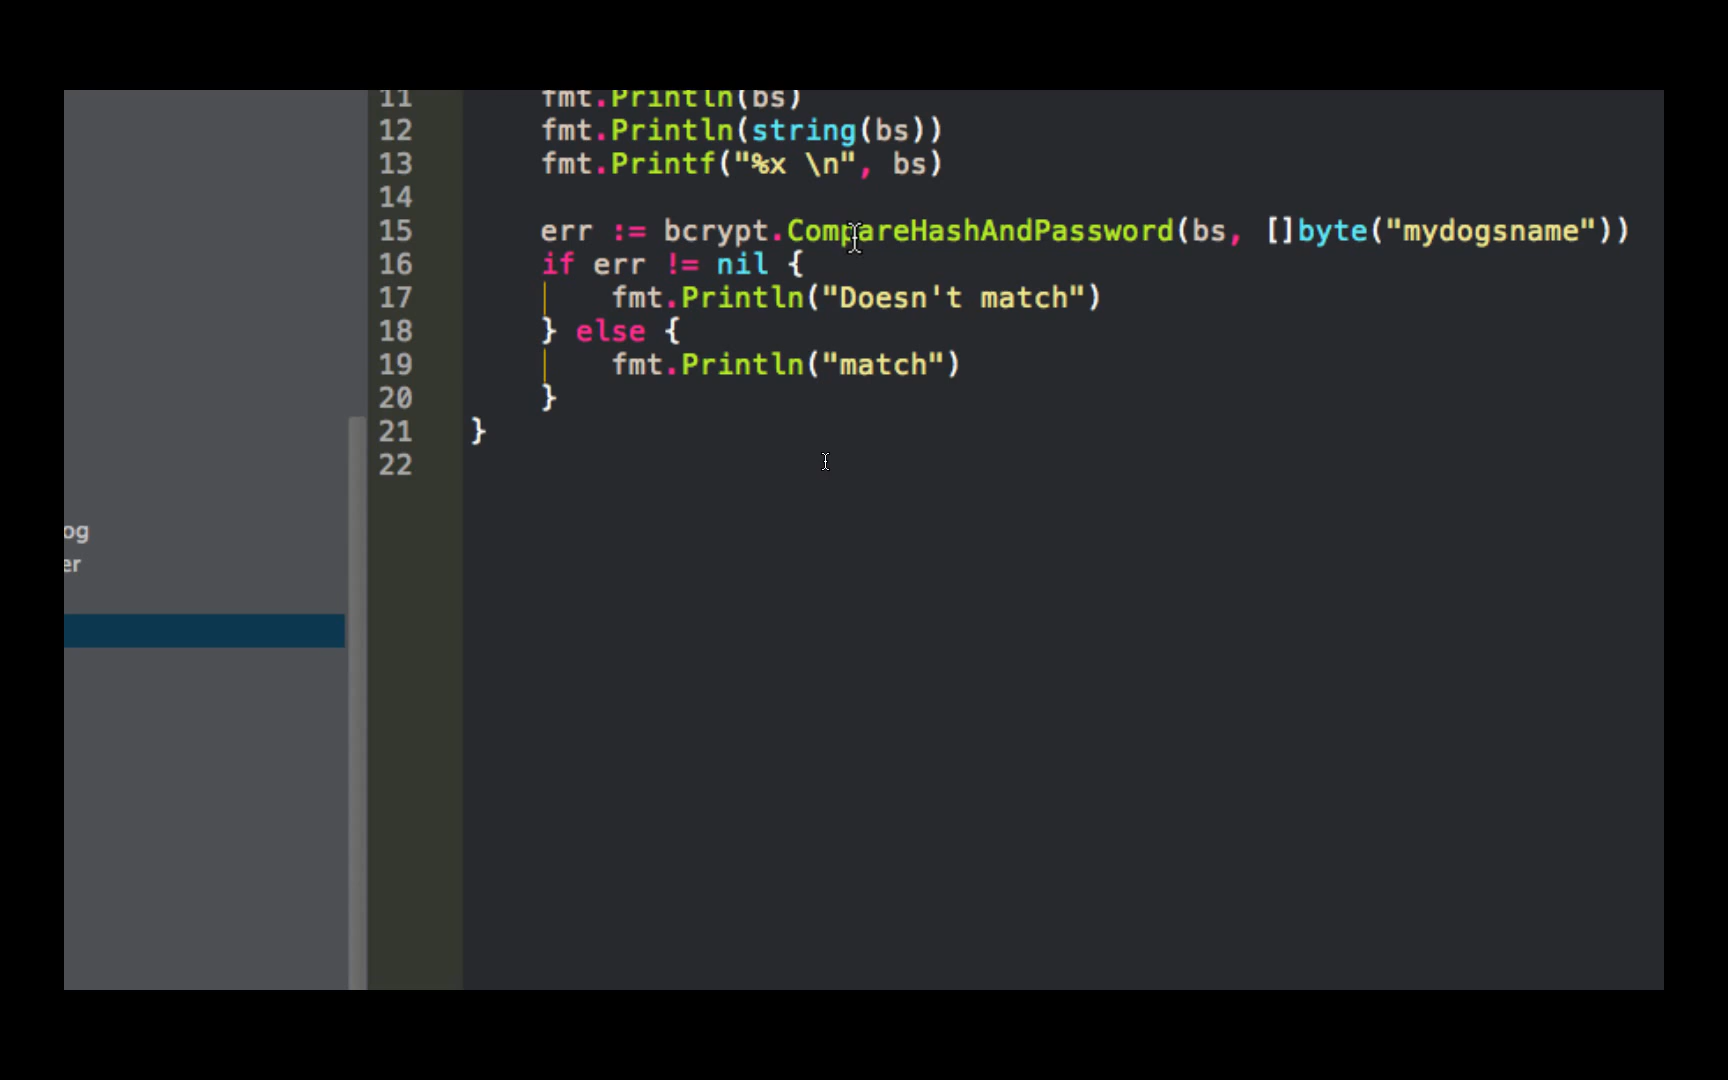 11 fmt.Println(bs)
12 fmt.Println(string(bs))
13 fmt.Printf("%x \n", bs)
14
15 err := bcrypt.CompareHashAndPassword(bs, []byte("mydogsname"))
16 if err != nil {
17 fmt.Println("Doesn't match")
18 } else {
19 fmt.Println("match")
20 }
21 }
22
og
er